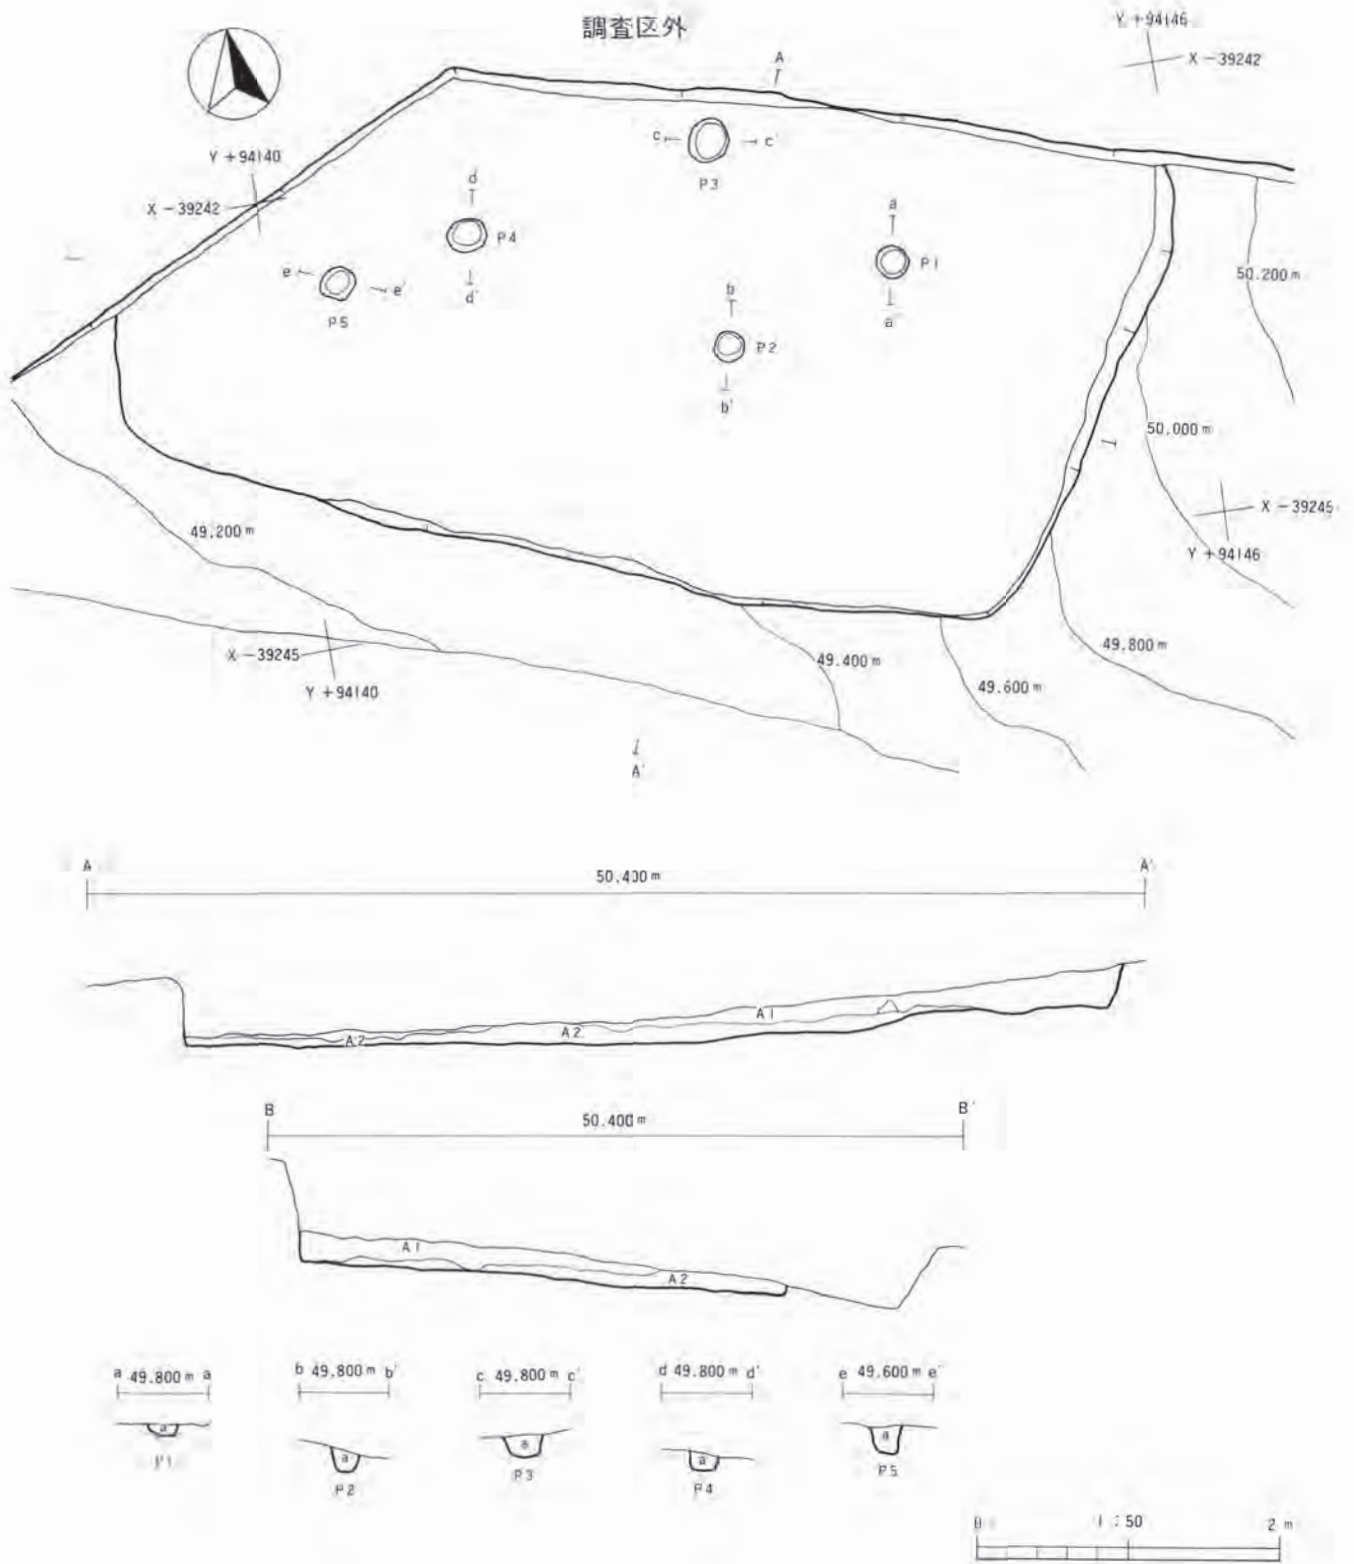 調査区外
Y +94146
X -39242
A
Y +94140
X -39242
c c'
P3
d
P4
d'
e e'
P5
a
P1
a
b
P2
b'
50.200m
50.000m
X -39245
Y +94146
49.200m
X -39245
Y +94140
49.400m
49.600m
49.800m
A'
A 50.400m A'
A1
A2
A2
B 50.400m B'
A1
A2
a 49.800m a
a
P1
b 49.800m b'
a
P2
c 49.800m c'
a
P3
d 49.800m d'
a
P4
e 49.600m e'
a
P5
0 1:50 2m